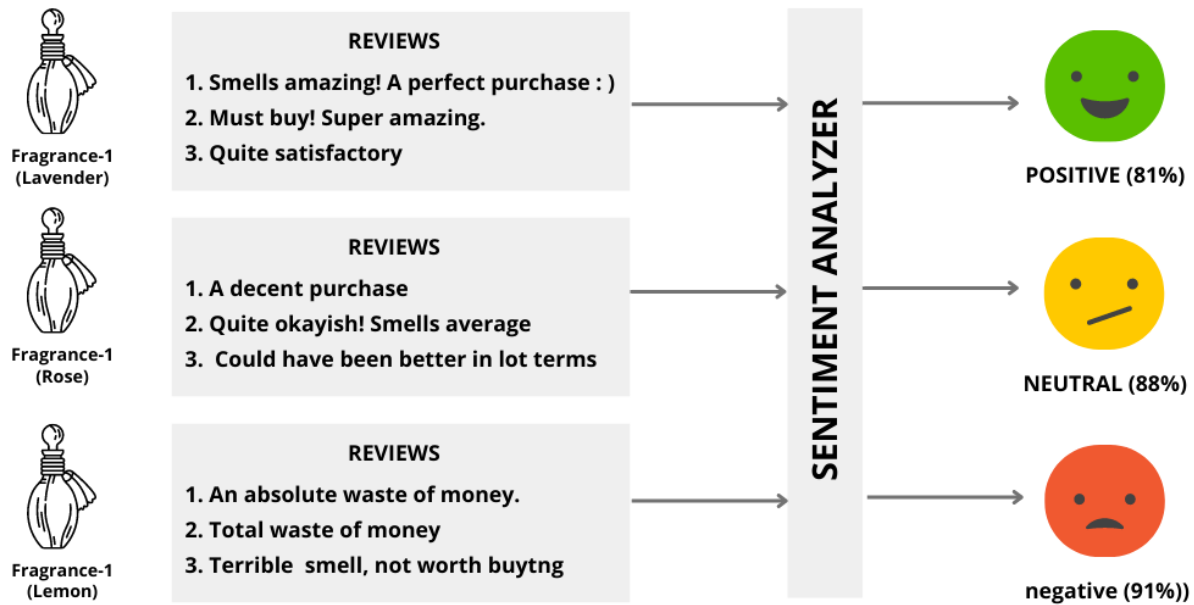 REVIEWS
1. Smells amazing! A perfect purchase : )
2. Must buy! Super amazing.
3. Quite satisfactory
Fragrance-1
(Lavender)
POSITIVE (81%)
REVIEWS
1. A decent purchase
2. Quite okayish! Smells average
3. Could have been better in lot terms
Fragrance-1
(Rose)
NEUTRAL (88%)
REVIEWS
1. An absolute waste of money.
2. Total waste of money
3. Terrible smell, not worth buytng
Fragrance-1
(Lemon)
negative (91%))
SENTIMENT ANALYZER